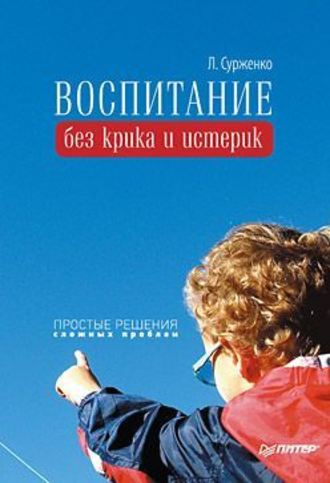 Л. Сурженко
ВОСПИТАНИЕ
без крика и истерик
ПРОСТЫЕ РЕШЕНИЯ
сложных проблем
ПИТЕР